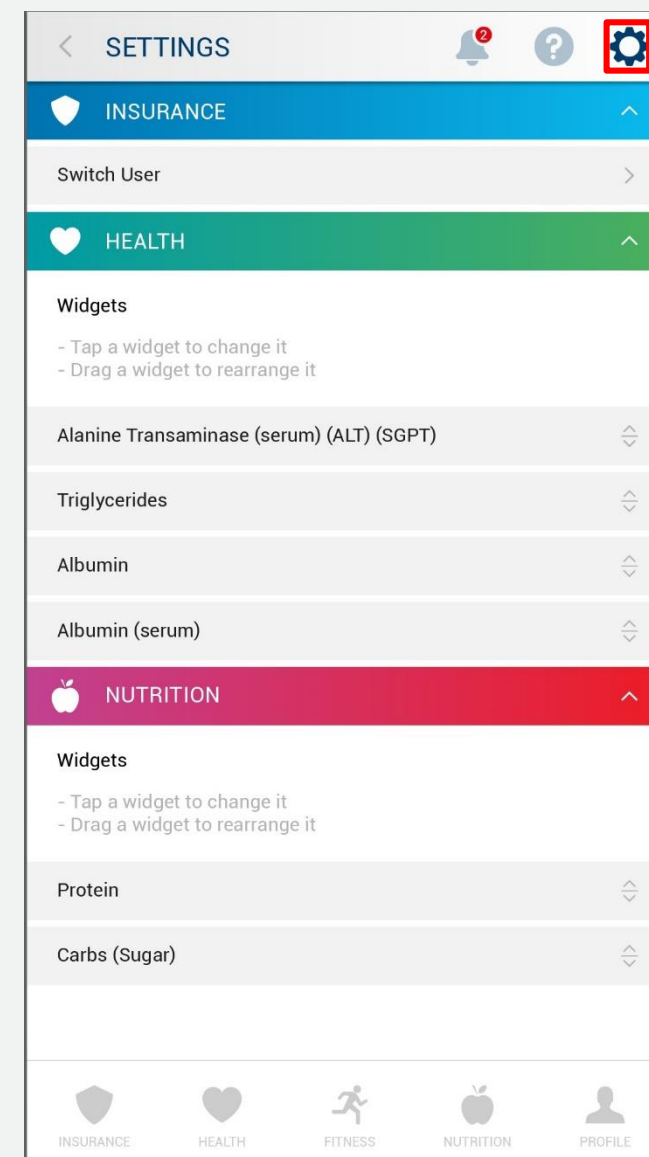 SETTINGS
2
?
INSURANCE
Switch User
HEALTH
Widgets
- Tap a widget to change it
- Drag a widget to rearrange it
Alanine Transaminase (serum) (ALT) (SGPT)
Triglycerides
Albumin
Albumin (serum)
NUTRITION
Widgets
- Tap a widget to change it
- Drag a widget to rearrange it
Protein
Carbs (Sugar)
INSURANCE HEALTH FITNESS NUTRITION PROFILE